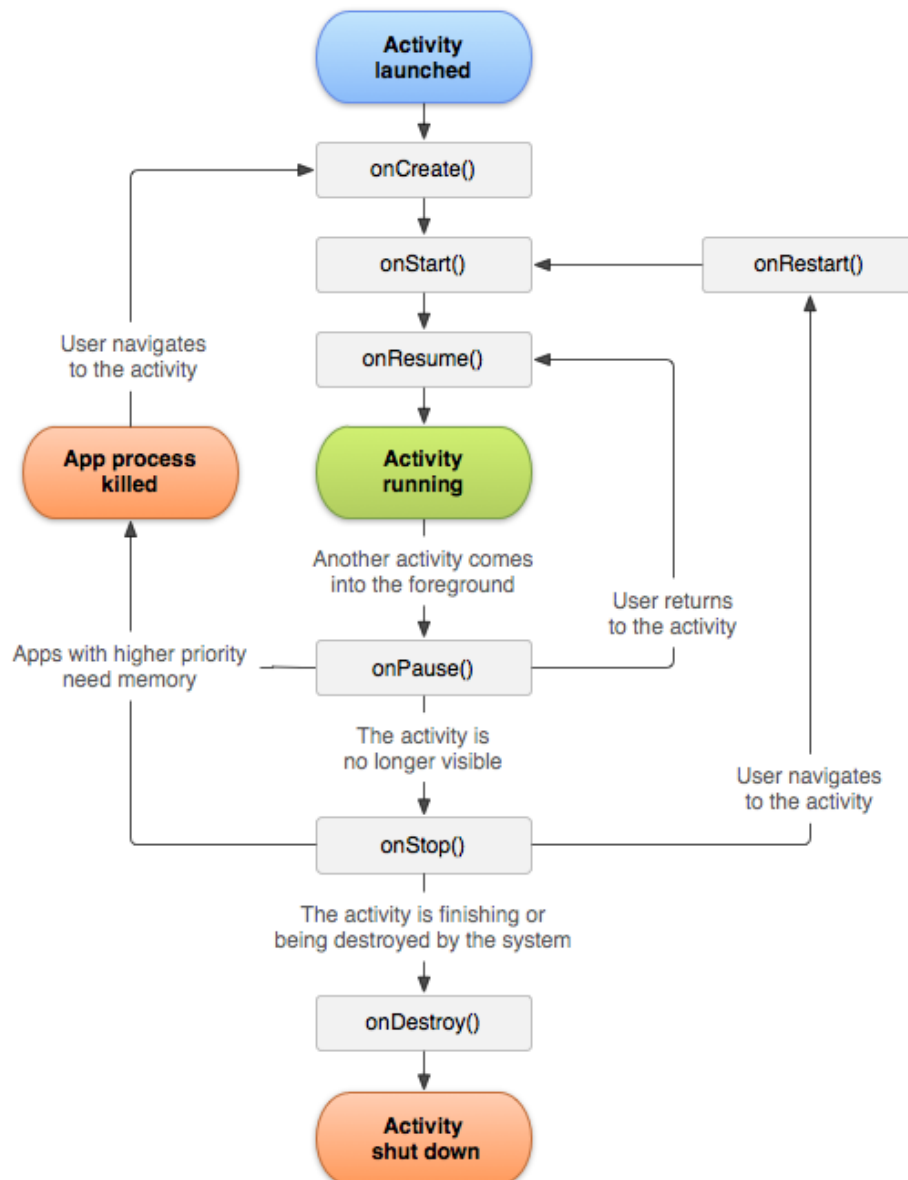 Activity
launched
onCreate()
onStart()
onRestart()
User navigates
to the activity
onResume()
App process
killed
Activity
running
Another activity comes
into the foreground
User returns
to the activity
Apps with higher priority
need memory
onPause()
The activity is
no longer visible
User navigates
to the activity
onStop()
The activity is finishing or
being destroyed by the system
onDestroy()
Activity
shut down